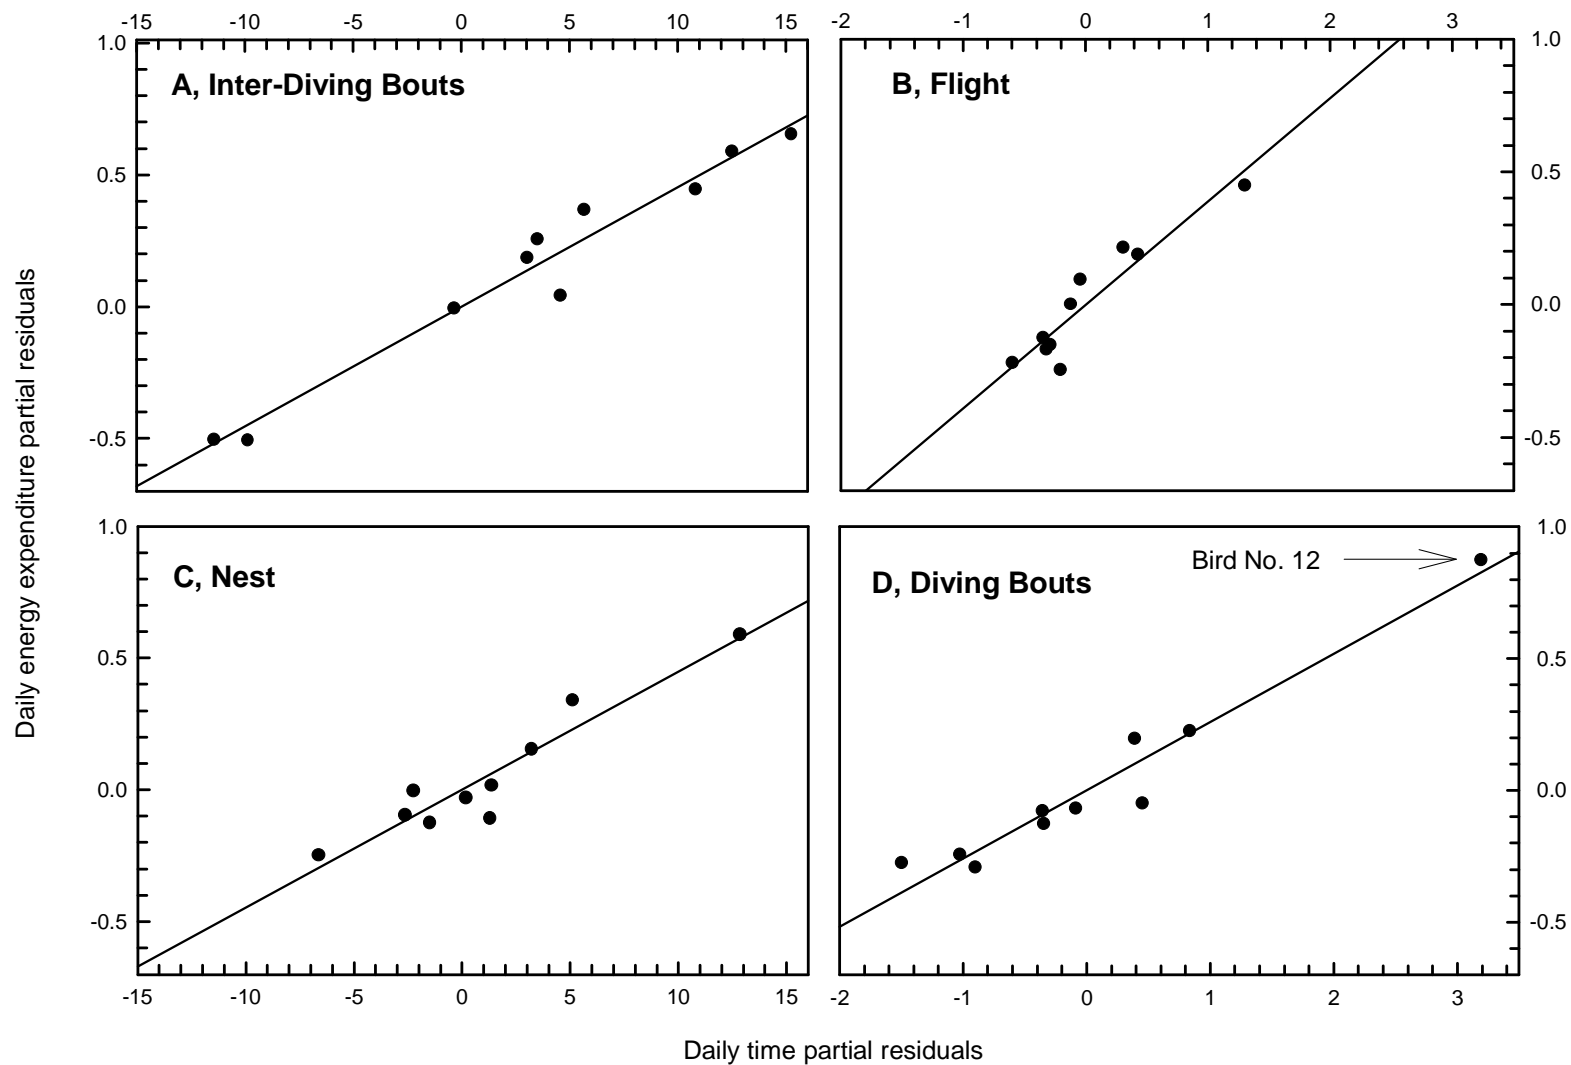 -15 -10 -5 0 5 10 15 -2 -1 0 1 2 3
A, Inter-Diving Bouts
1.0
0.5
0.0
-0.5
B, Flight
1.0
0.5
0.0
-0.5
Daily energy expenditure partial residuals
C, Nest
1.0
0.5
0.0
-0.5
D, Diving Bouts
Bird No. 12
1.0
0.5
0.0
-0.5
-15 -10 -5 0 5 10 15 -2 -1 0 1 2 3
Daily time partial residuals